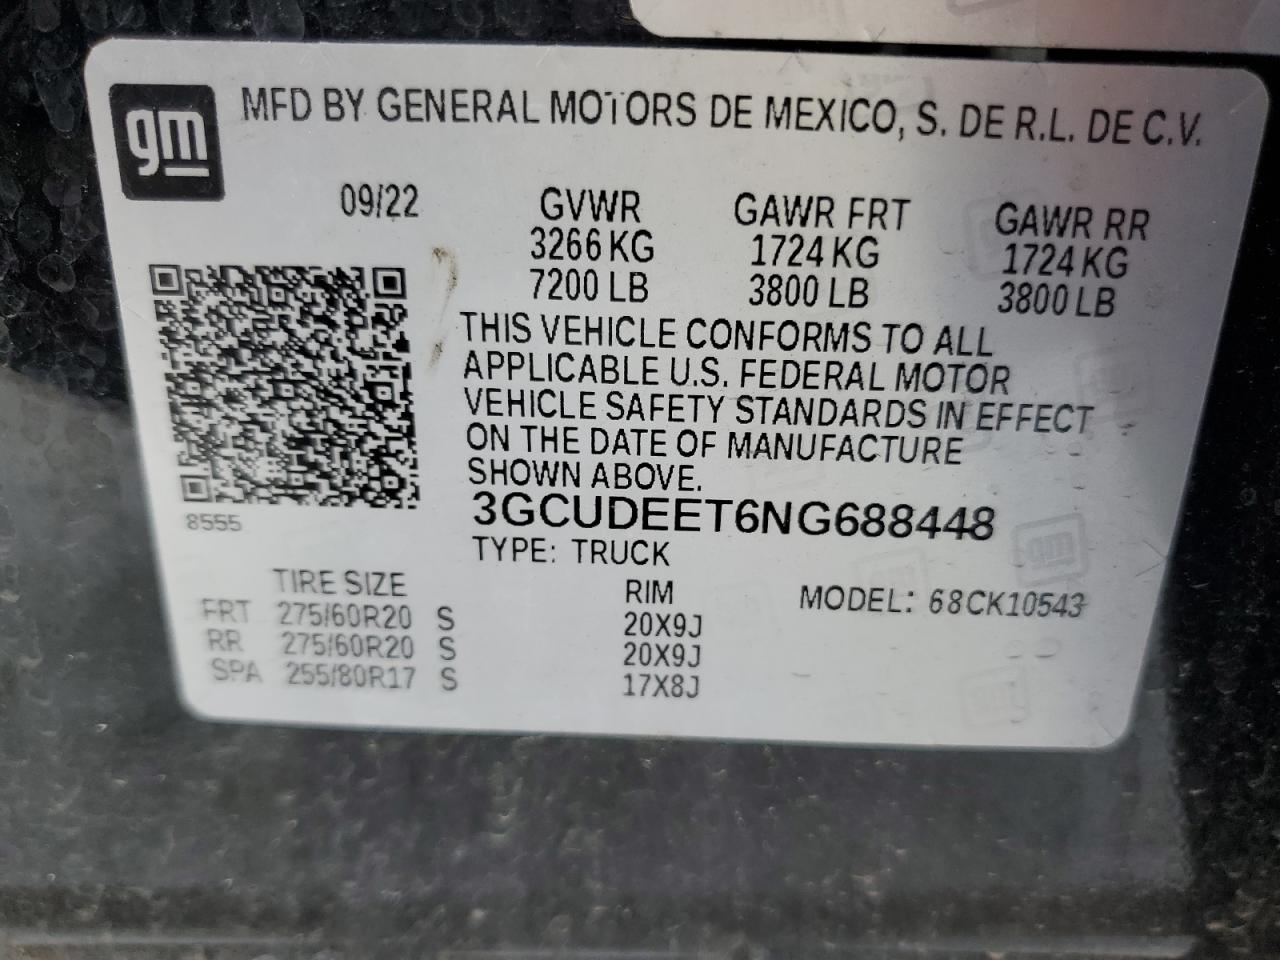 gm
MFD BY GENERAL MOTORS DE MEXICO, S. DE R.L. DE C.V.
09/22 GVWR GAWR FRT GAWR RR
3266 KG 1724 KG 1724 KG
7200 LB 3800 LB 3800 LB
THIS VEHICLE CONFORMS TO ALL
APPLICABLE U.S. FEDERAL MOTOR
VEHICLE SAFETY STANDARDS IN EFFECT
ON THE DATE OF MANUFACTURE
SHOWN ABOVE.
8555
3GCUDEET6NG688448
TYPE: TRUCK
TIRE SIZE RIM MODEL: 68CK10543
FRT 275/60R20 S 20X9J
RR 275/60R20 S 20X9J
SPA 255/80R17 S 17X8J